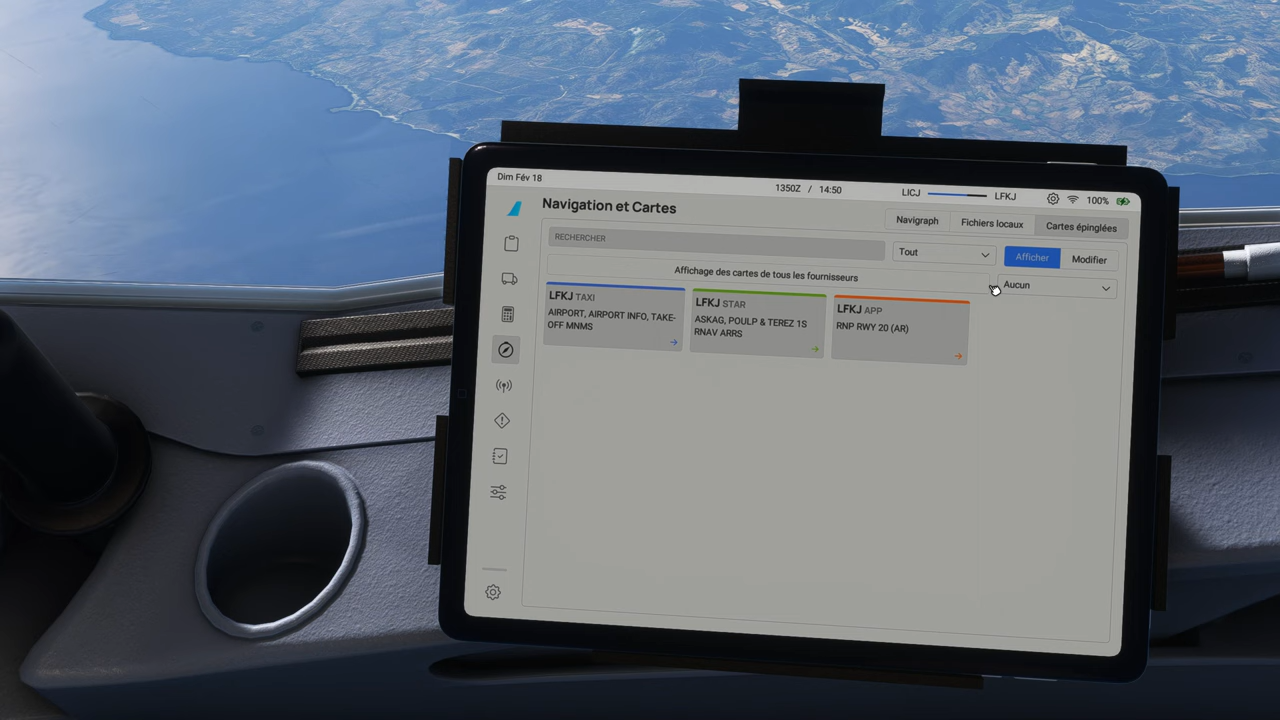 Dim Fév 18
1350Z / 14:50
LICJ LFKJ
100%
Navigation et Cartes
Navigraph
Fichiers locaux
Cartes épinglées
RECHERCHER
Tout
Afficher
Modifier
Affichage des cartes de tous les fournisseurs
Aucun
LFKJ TAXI
AIRPORT, AIRPORT INFO, TAKE-
OFF MNMS
LFKJ STAR
ASKAG, POULP & TEREZ 1S
RNAV ARRS
LFKJ APP
RNP RWY 20 (AR)